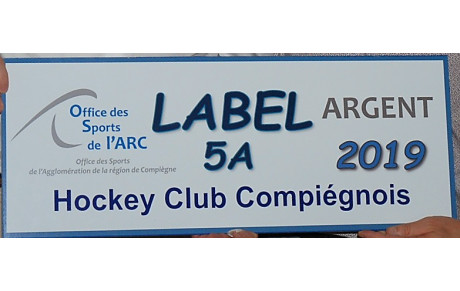 Office des
Sports
de l'ARC
Office des Sports
de l'Agglomération de la région de Compiègne
LABEL
5A
ARGENT
2019
Hockey Club Compiégnois